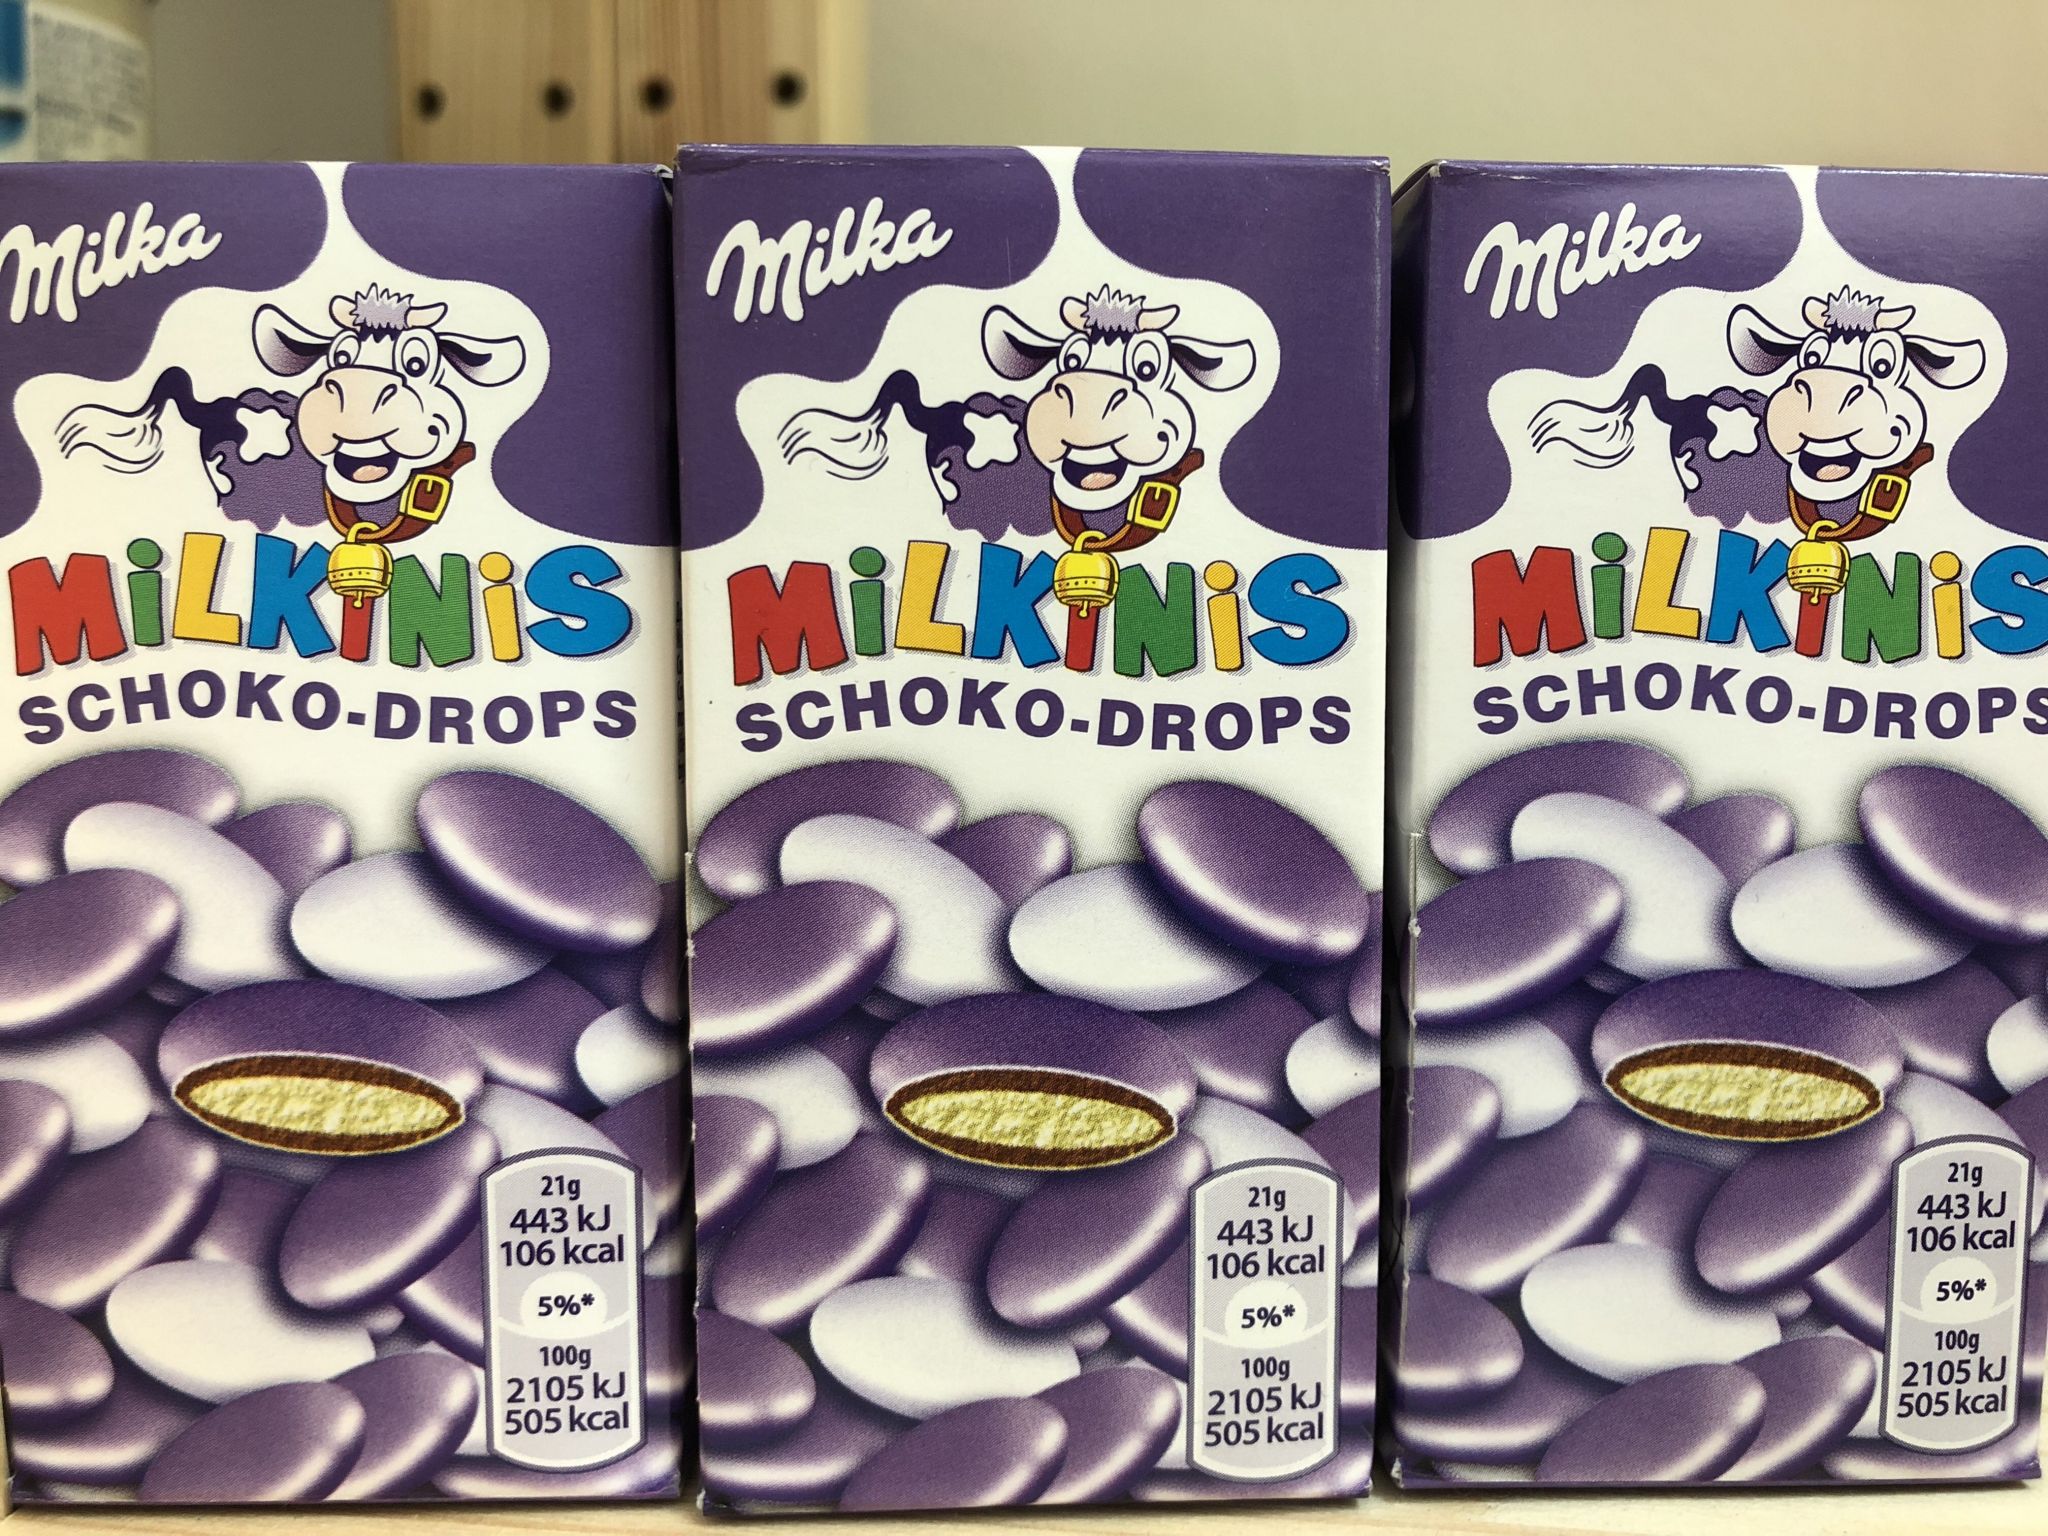 Milka
MiLKiNiS
SCHOKO-DROPS
21g
443 kJ
106 kcal
5%*
100g
2105 kJ
505 kcal
Milka
MiLKiNiS
SCHOKO-DROPS
21g
443 kJ
106 kcal
5%*
100g
2105 kJ
505 kcal
Milka
MiLKiNiS
SCHOKO-DROPS
21g
443 kJ
106 kcal
5%*
100g
2105 kJ
505 kcal